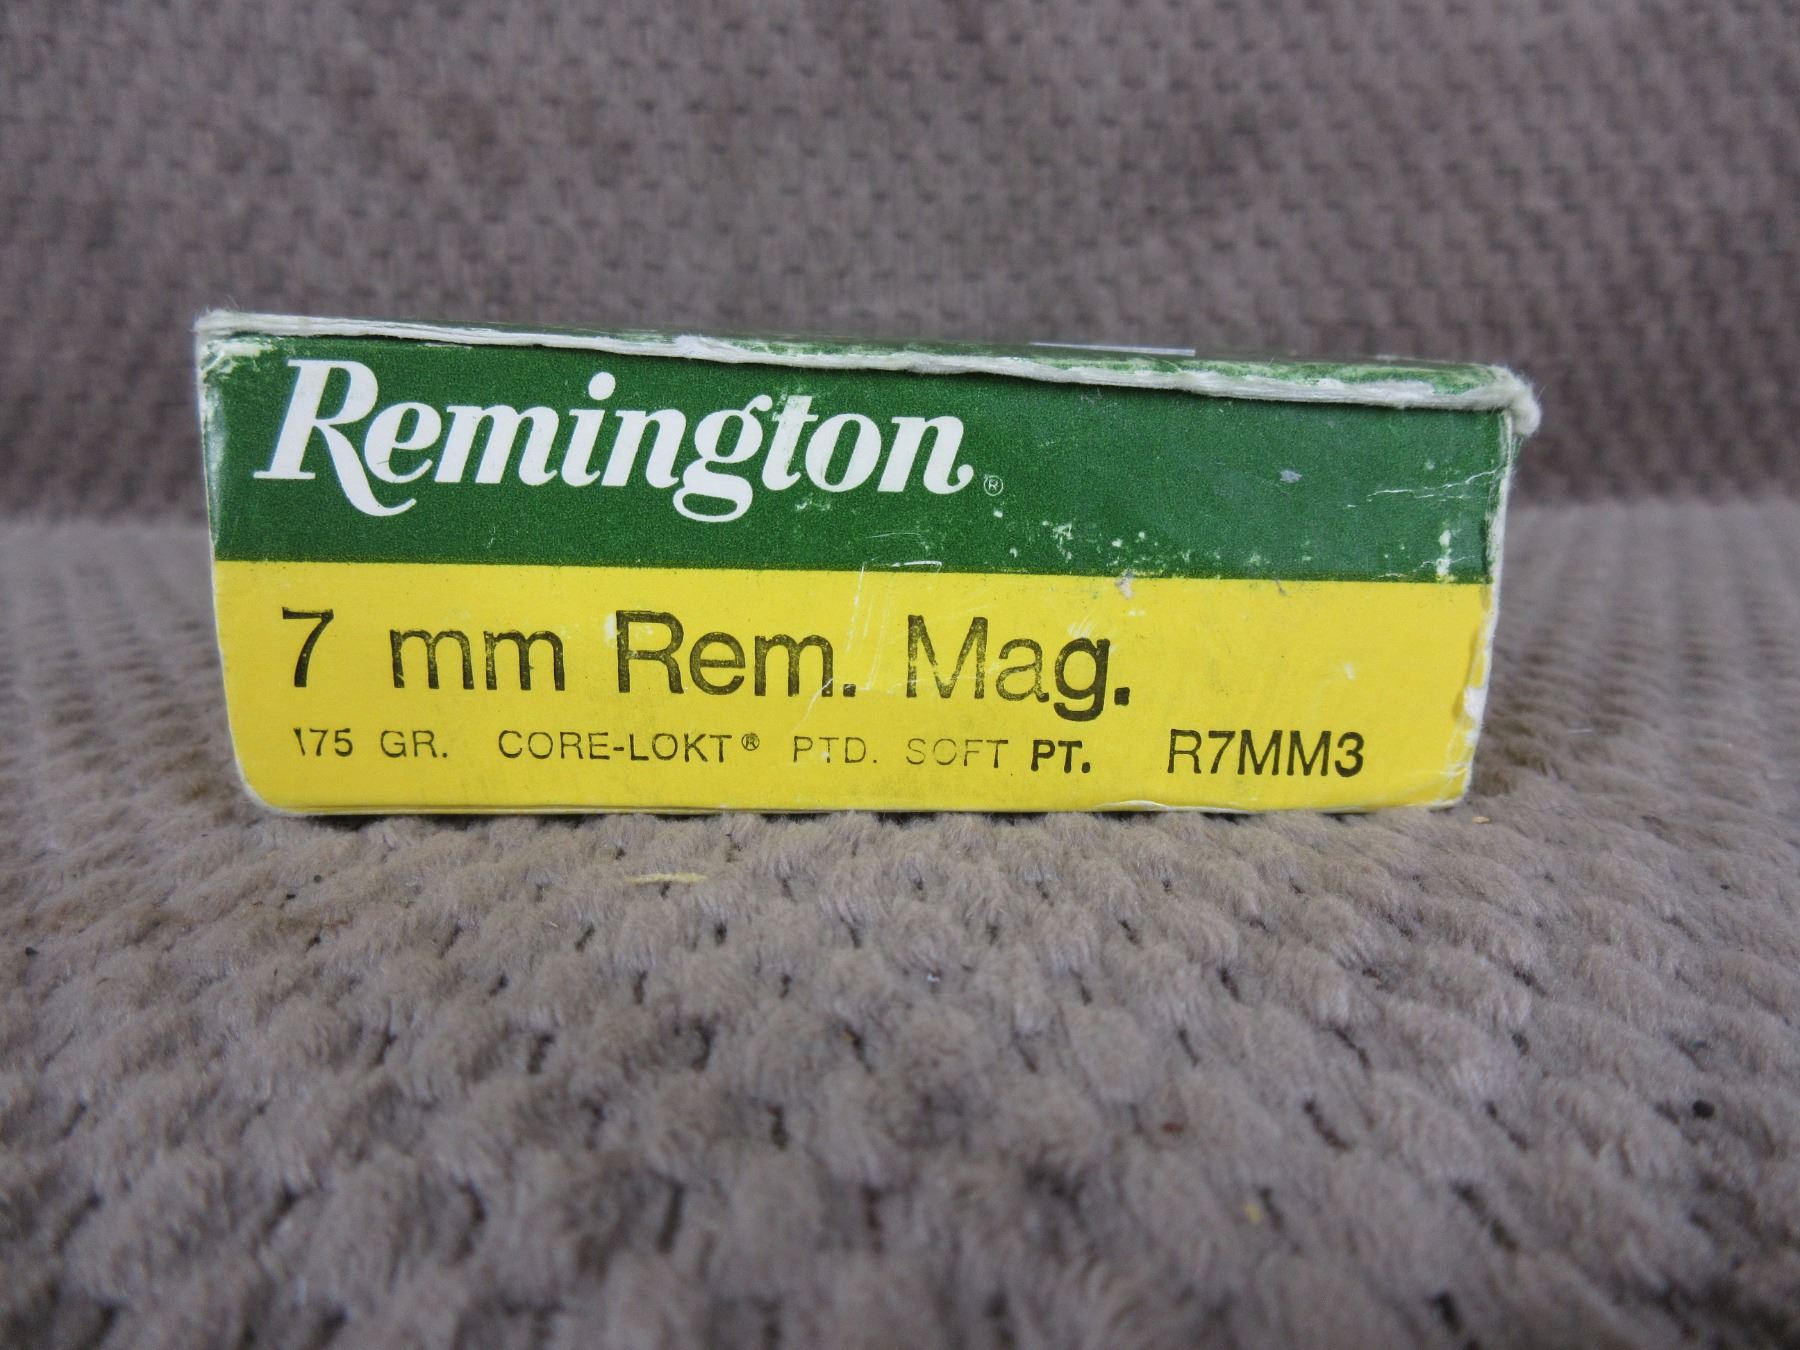 Remington®
7 mm Rem. Mag.
175 GR. CORE-LOKT® PTD. SOFT PT. R7MM3